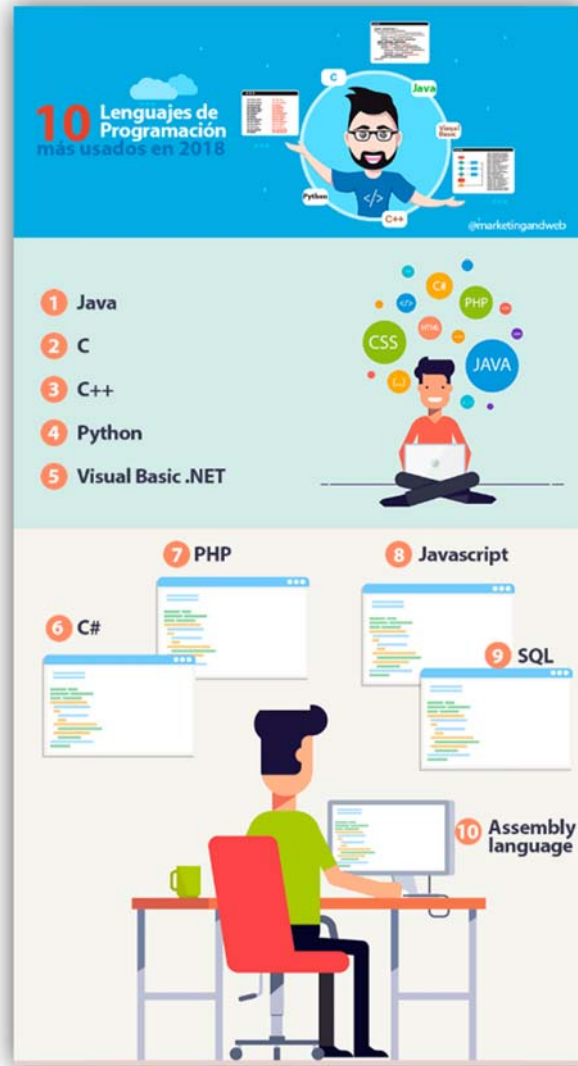 10 Lenguajes de
Programación
más usados en 2018
C
Java
Visual
Basic
Python
</>
C++
@marketingandweb
1 Java
2 C
3 C++
4 Python
5 Visual Basic .NET
C#
PHP
</>
HTML
CSS
JAVA
{...}
7 PHP
8 Javascript
6 C#
9 SQL
10 Assembly
language